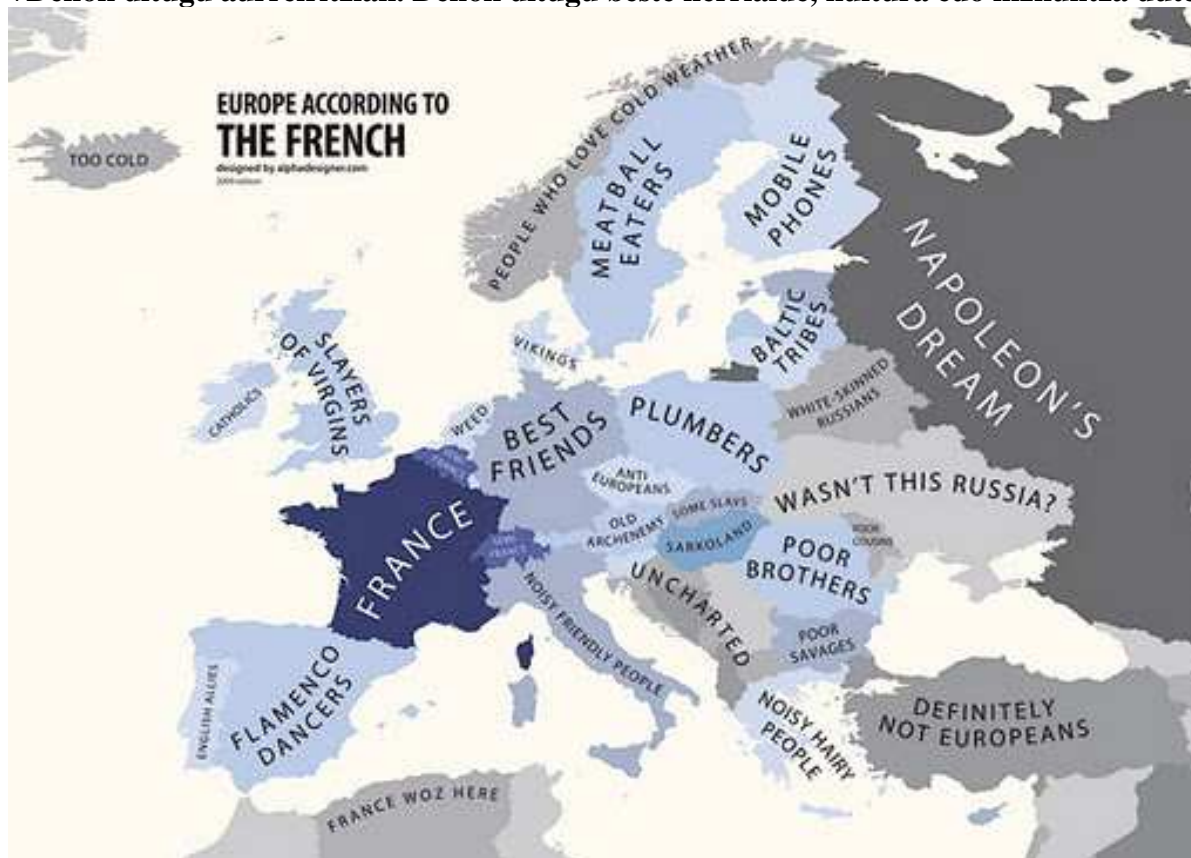 EUROPE ACCORDING TO
THE FRENCH
designed by alphadesigner.com
TOO COLD
PEOPLE WHO LOVE COLD WEATHER
MEATBALL
EATERS
MOBILE
PHONES
NAPOLEON'S
DREAM
BALTIC
TRIBES
VIKINGS
SLAYERS
OF VIRGINS
CATHOLICS
WEED
BEST
FRIENDS
PLUMBERS
WHITE-SKINNED
RUSSIANS
ANTI
EUROPEANS
WASN'T THIS RUSSIA?
SOME SLAVS
OLD
ARCHENEMY
SARKOLAND
FRANCE
POOR
BROTHERS
COUSINS
UNCHARTED
NOISY FRIENDLY PEOPLE
POOR
SAVAGES
ENGLISH ALLIES
FLAMENCO
DANCERS
NOISY HAIRY
PEOPLE
DEFINITELY
NOT EUROPEANS
FRANCE WOZ HERE